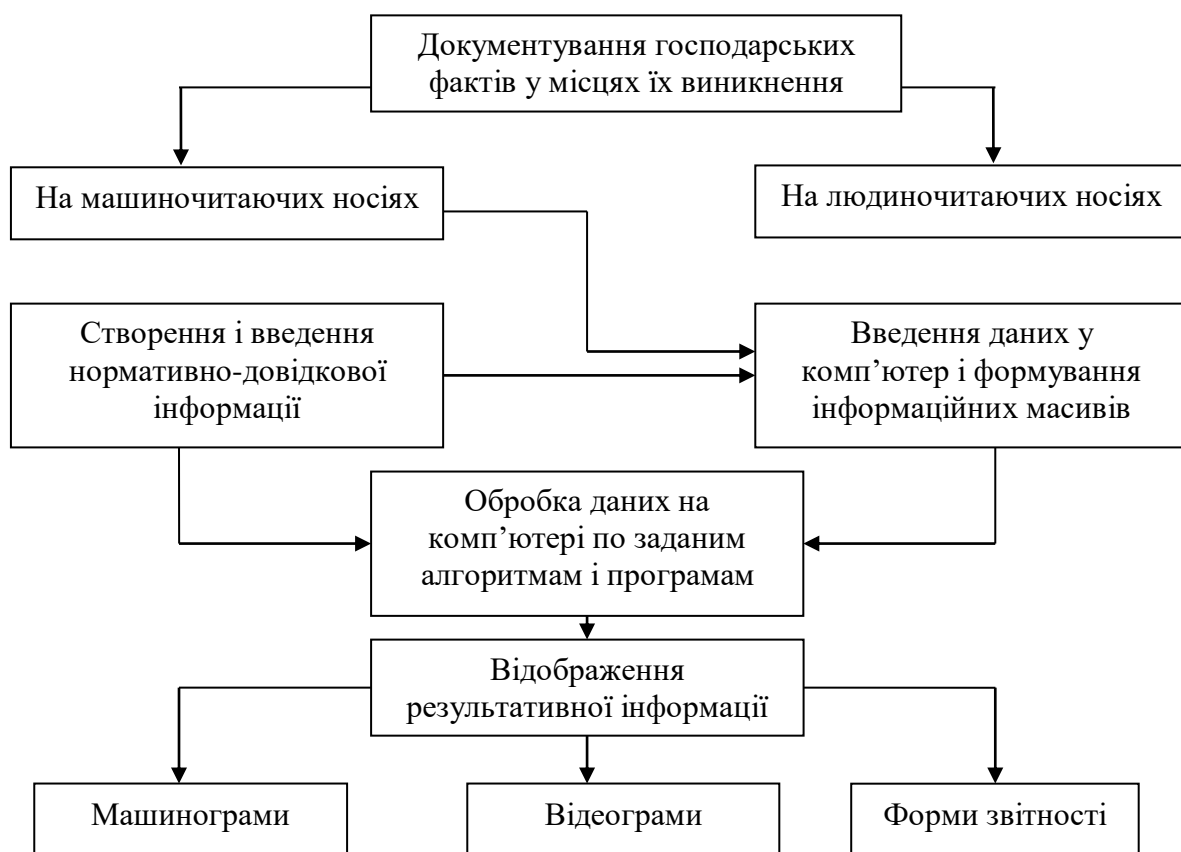 Документування господарських
фактів у місцях їх виникнення
На машиночитаючих носіях
На людиночитаючих носіях
Створення і введення
нормативно-довідкової
інформації
Введення даних у
комп’ютер і формування
інформаційних масивів
Обробка даних на
комп’ютері по заданим
алгоритмам і програмам
Відображення
результативної інформації
Машинограми
Відеограми
Форми звітності